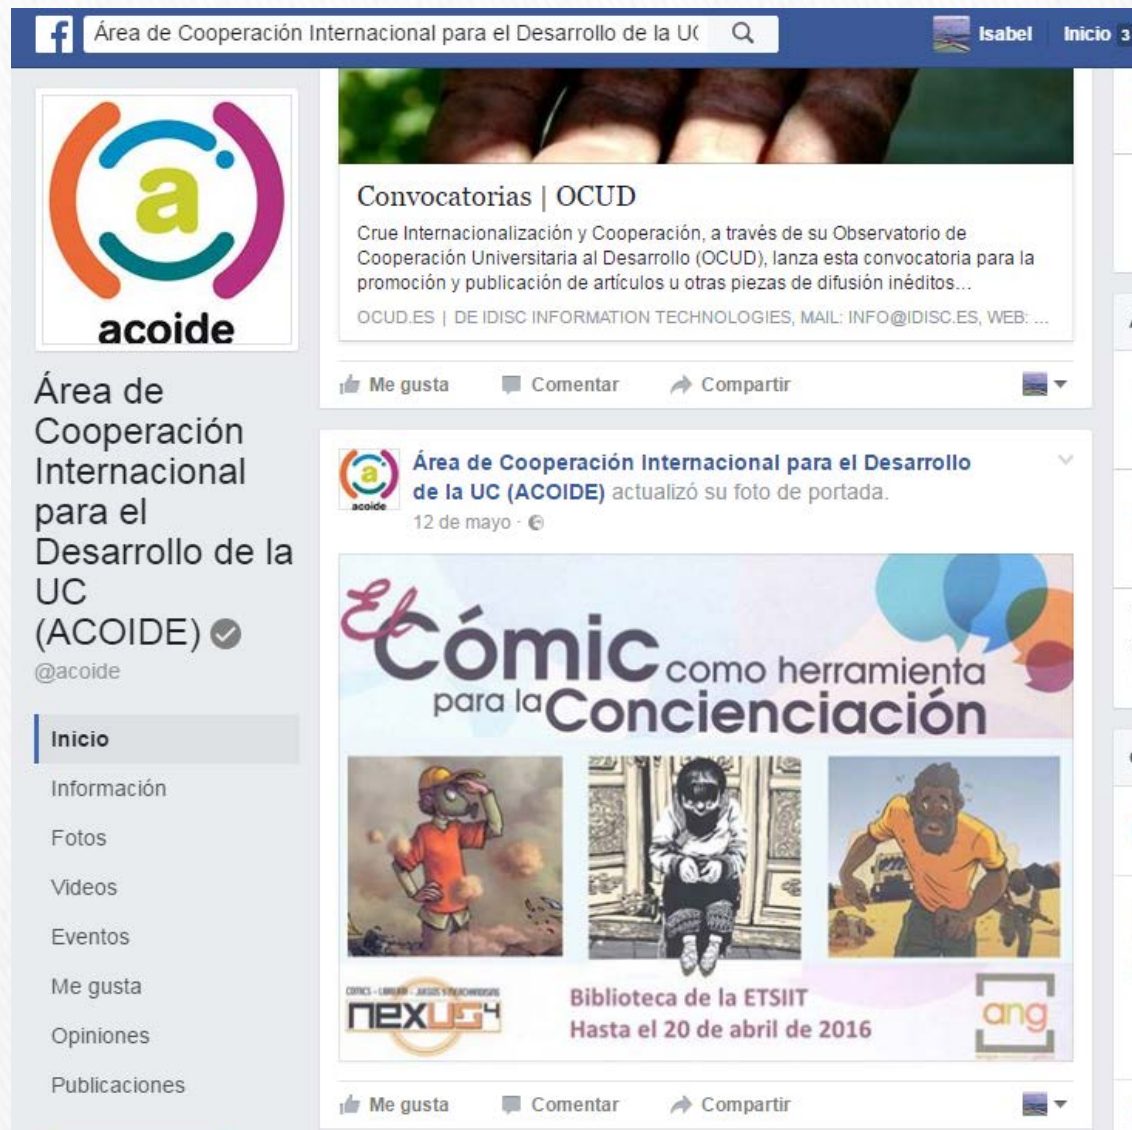 f
Área de Cooperación Internacional para el Desarrollo de la U
Isabel
Inicio 3
a
acoide
Área de
Cooperación
Internacional
para el
Desarrollo de la
UC
(ACOIDE)
@acoide
Inicio
Información
Fotos
Videos
Eventos
Me gusta
Opiniones
Publicaciones
Convocatorias | OCUD
Crue Internacionalización y Cooperación, a través de su Observatorio de
Cooperación Universitaria al Desarrollo (OCUD), lanza esta convocatoria para la
promoción y publicación de artículos u otras piezas de difusión inéditos...
OCUD.ES | DE IDISC INFORMATION TECHNOLOGIES, MAIL: INFO@IDISC.ES, WEB: ...
Me gusta Comentar Compartir
a
acoide
Área de Cooperación Internacional para el Desarrollo
de la UC (ACOIDE) actualizó su foto de portada.
12 de mayo ·
El
Cómic como herramienta
para la Concienciación
COMICS - LIBRERÍA - JUEGOS Y MERCHANDISING
NEXUS4
Biblioteca de la ETSIIT
Hasta el 20 de abril de 2016
ang
Me gusta Comentar Compartir